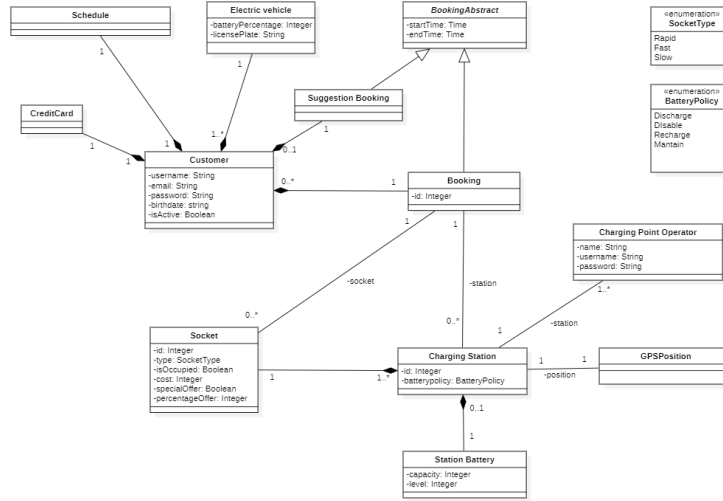 Schedule
1
Electric vehicle
-batteryPercentage: Integer
-licensePlate: String
1
BookingAbstract
-startTime: Time
-endTime: Time
«enumeration»
SocketType
Rapid
Fast
Slow
«enumeration»
BatteryPolicy
Discharge
DIsable
Recharge
Mantain
Suggestion Booking
1
CreditCard
1
1
1
1..*
0..1
Customer
-username: String
-email: String
-password: String
-birthdate: string
-isActive: Boolean
0..*
1
Booking
-id: Integer
1
1
-socket
-station
0..*
0..*
Charging Point Operator
-name: String
-username: String
-password: String
1..*
-station
1
Socket
-id: Integer
-type: SocketType
-isOccupied: Boolean
-cost: Integer
-specialOffer: Boolean
-percentageOffer: Integer
1
1..*
Charging Station
-id: Integer
-batterypolicy: BatteryPolicy
1
1
-position
GPSPosition
0..1
1
Station Battery
-capacity: Integer
-level: Integer